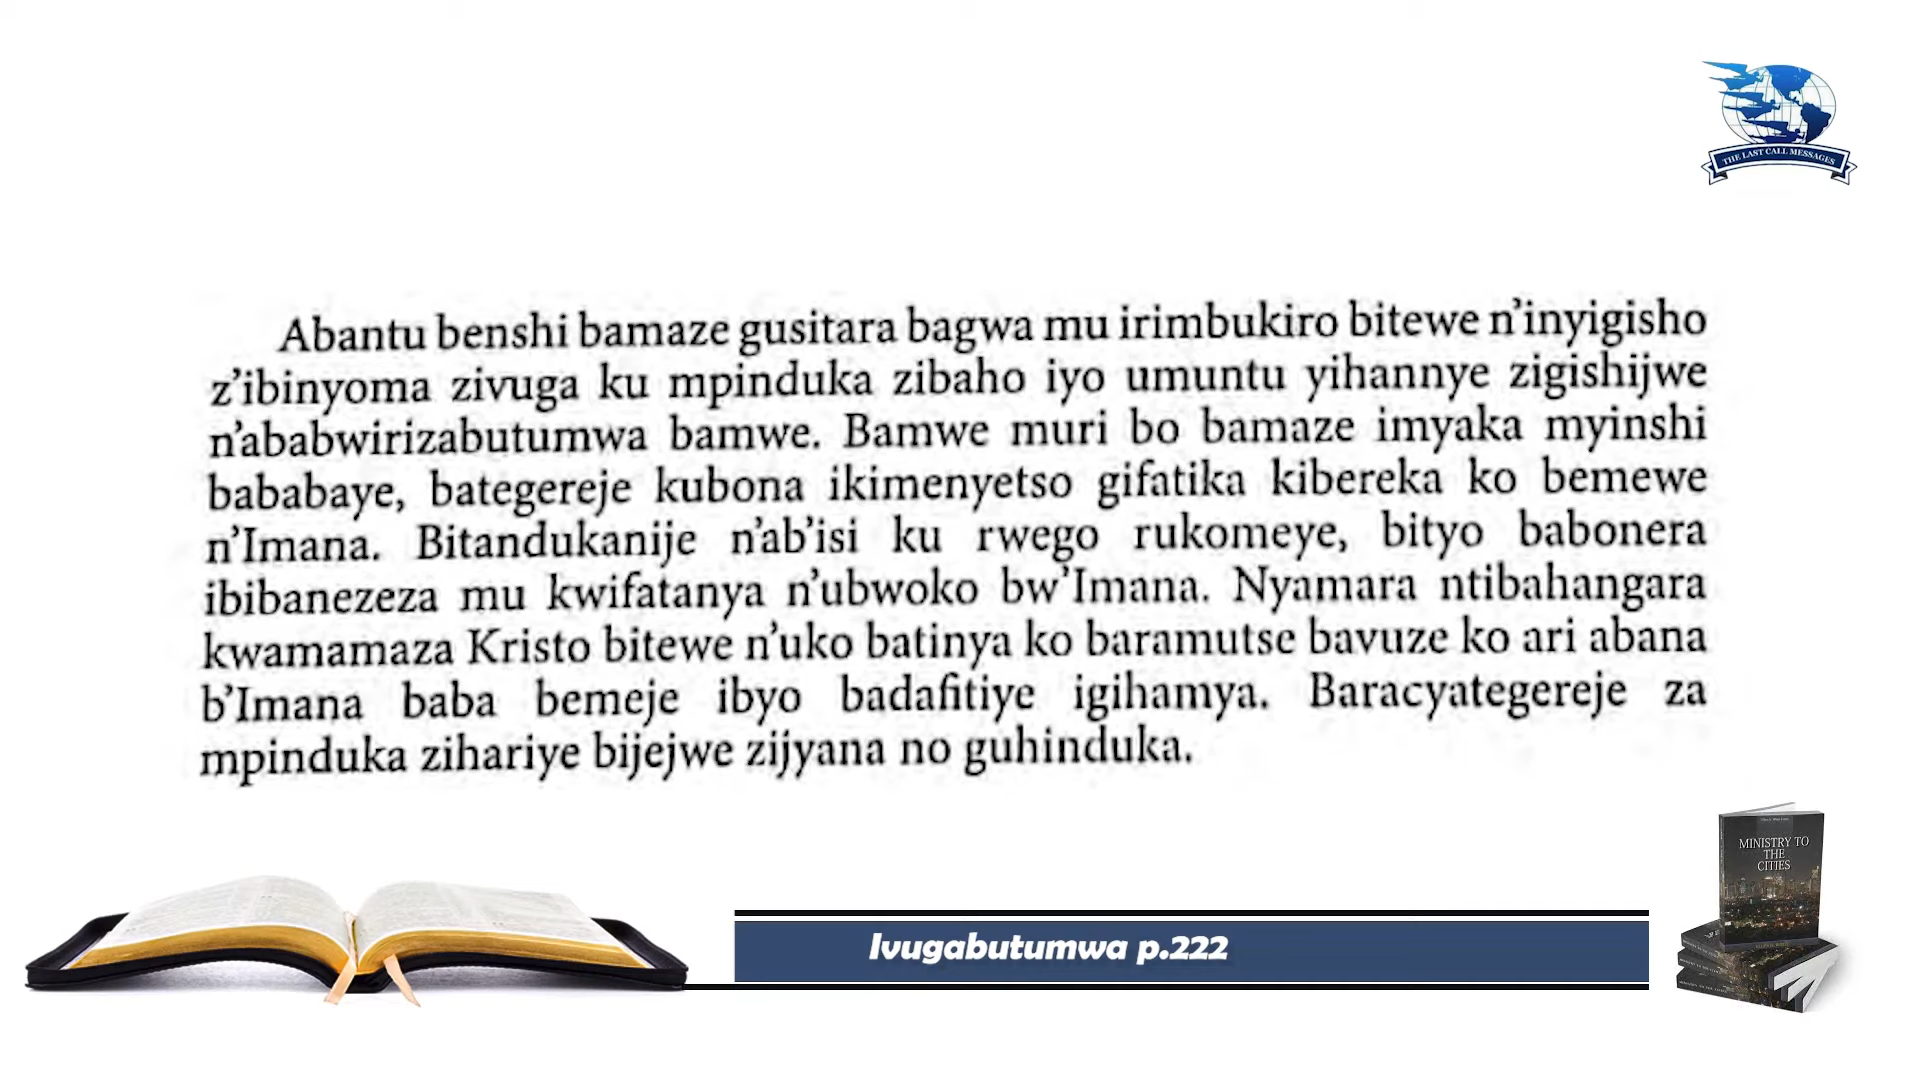 THE LAST CALL MESSAGES
Abantu benshi bamaze gusitara bagwa mu irimbukiro bitewe n’inyigisho
z’ibinyoma zivuga ku mpinduka zibaho iyo umuntu yihannye zigishijwe
n’ababwirizabutumwa bamwe. Bamwe muri bo bamaze imyaka myinshi
bababaye, bategereje kubona ikimenyetso gifatika kibereka ko bemewe
n’Imana. Bitandukanije n’ab’isi ku rwego rukomeye, bityo babonera
ibibanezeza mu kwifatanya n’ubwoko bw’Imana. Nyamara ntibahangara
kwamamaza Kristo bitewe n’uko batinya ko baramutse bavuze ko ari abana
b’Imana baba bemeje ibyo badafitiye igihamya. Baracyategereje za
mpinduka zihariye bijejwe zijyana no guhinduka.
MINISTRY TO
THE
CITIES
Ivugabutumwa p.222